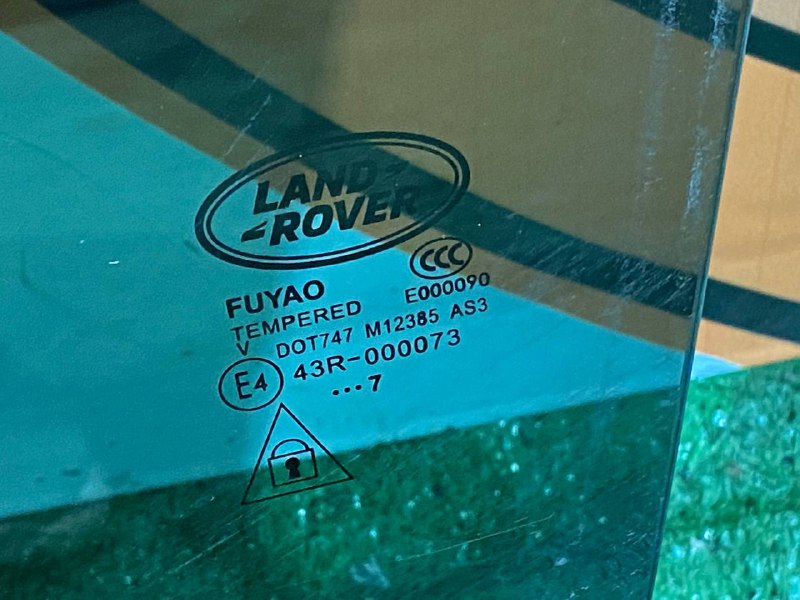 LAND
ROVER
CCC
FUYAO
TEMPERED E000090
V DOT747 M12385 AS3
E4 43R-000073
...7